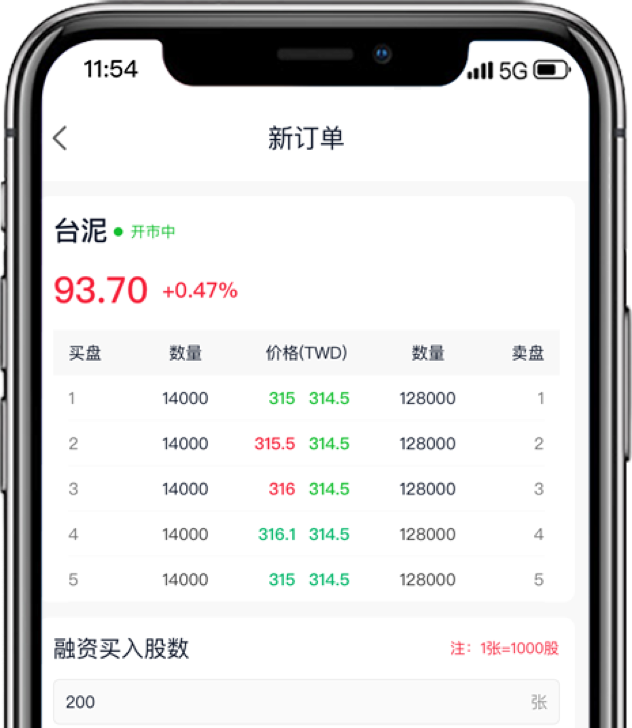 11:54 5G
新订单
台泥 开市中
93.70 +0.47%
买盘 数量 价格(TWD) 数量 卖盘
1 14000 315 314.5 128000 1
2 14000 315.5 314.5 128000 2
3 14000 316 314.5 128000 3
4 14000 316.1 314.5 128000 4
5 14000 315 314.5 128000 5
融资买入股数 注：1张=1000股
200 张